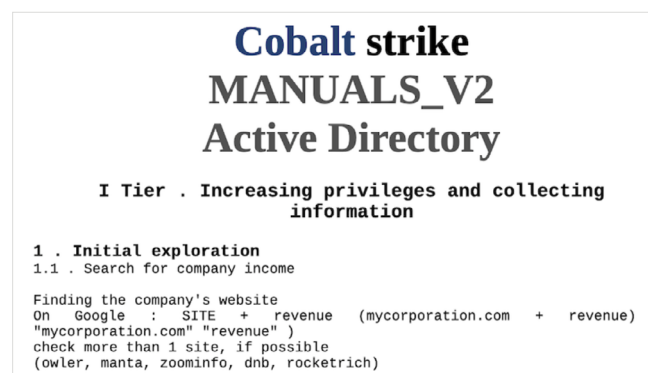 Cobalt strike
MANUALS_V2
Active Directory
I Tier . Increasing privileges and collecting
information
1 . Initial exploration
1.1 . Search for company income
Finding the company's website
On Google : SITE + revenue (mycorporation.com + revenue)
"mycorporation.com" "revenue" )
check more than 1 site, if possible
(owler, manta, zoominfo, dnb, rocketrich)